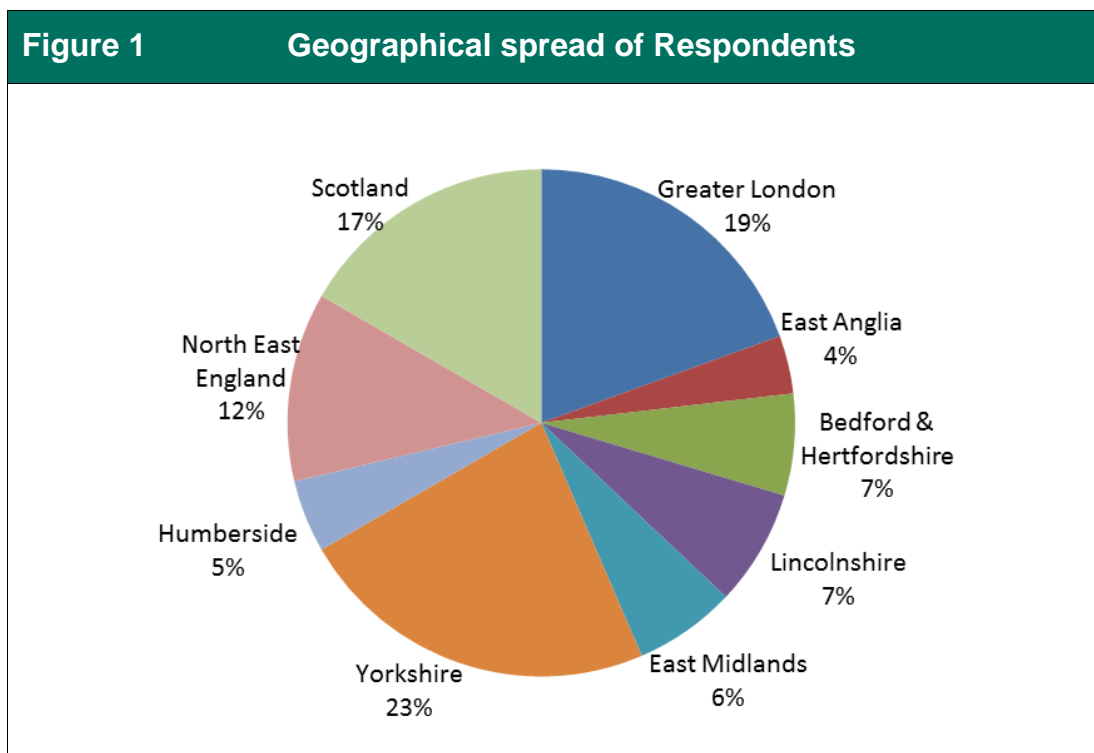 Figure 1 Geographical spread of Respondents
Scotland
17%
Greater London
19%
East Anglia
4%
Bedford &
Hertfordshire
7%
Lincolnshire
7%
East Midlands
6%
Yorkshire
23%
Humberside
5%
North East
England
12%